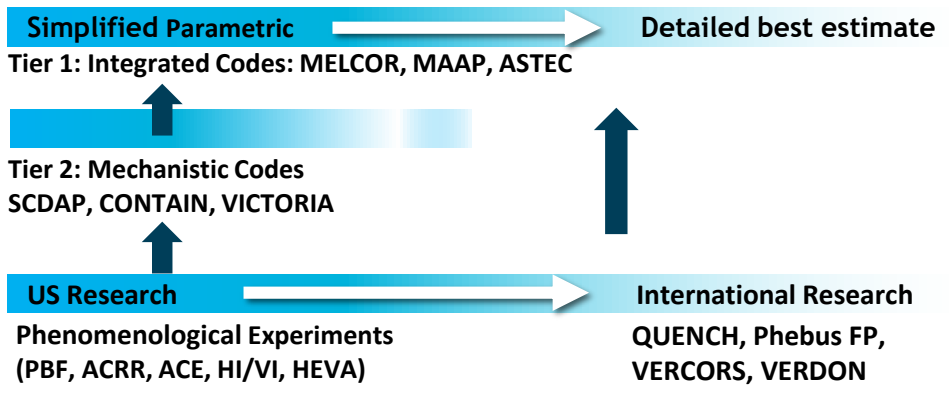 Simplified Parametric
Detailed best estimate
Tier 1: Integrated Codes: MELCOR, MAAP, ASTEC
Tier 2: Mechanistic Codes
SCDAP, CONTAIN, VICTORIA
US Research
International Research
Phenomenological Experiments
(PBF, ACRR, ACE, HI/VI, HEVA)
QUENCH, Phebus FP,
VERCORS, VERDON